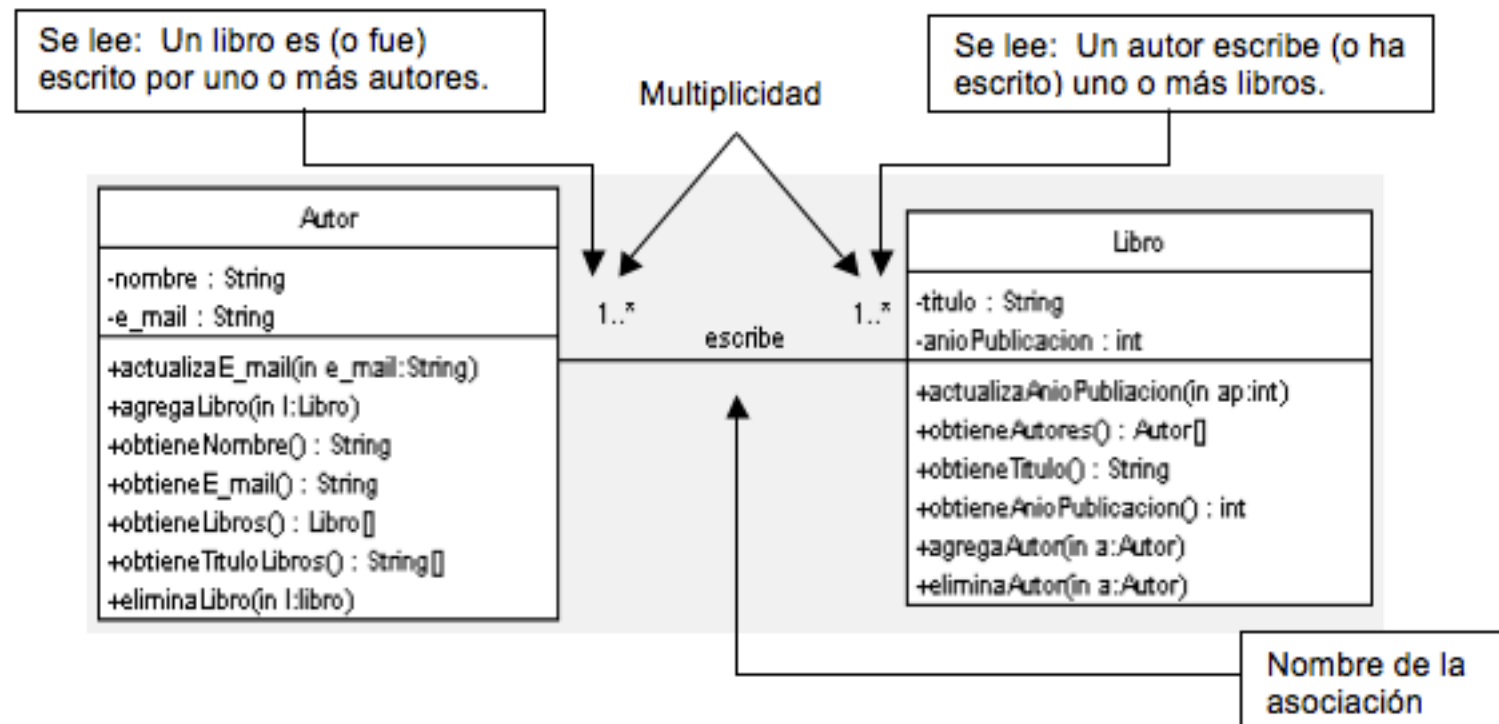 Se lee: Un libro es (o fue)
escrito por uno o más autores.
Multiplicidad
Se lee: Un autor escribe (o ha
escrito) uno o más libros.
Autor
-nombre : String
-e_mail : String
+actualizaE_mail(in e_mail:String)
+agregaLibro(in l:Libro)
+obtieneNombre() : String
+obtieneE_mail() : String
+obtieneLibros() : Libro[]
+obtieneTituloLibros() : String[]
+eliminaLibro(in l:libro)
1..*
escribe
1..*
Libro
-titulo : String
-anioPublicacion : int
+actualizaAnioPubliacion(in ap:int)
+obtieneAutores() : Autor[]
+obtieneTitulo() : String
+obtieneAnioPublicacion() : int
+agregaAutor(in a:Autor)
+eliminaAutor(in a:Autor)
Nombre de la
asociación